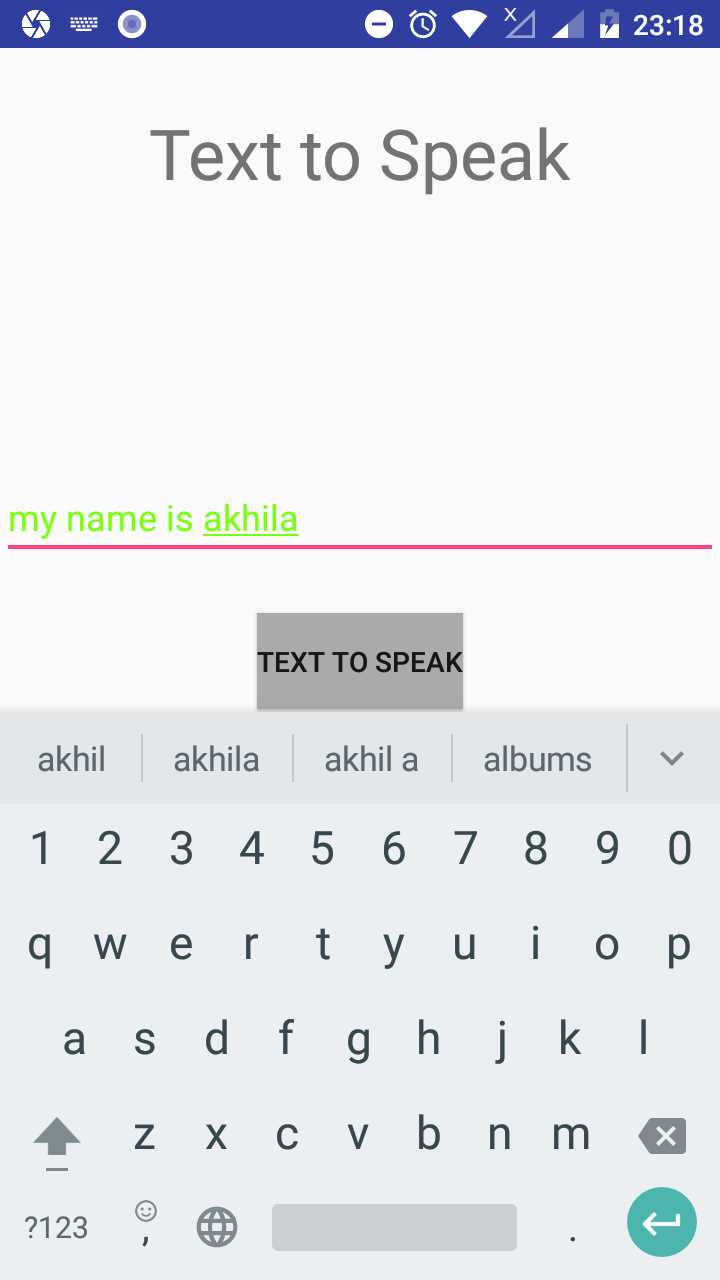 23:18
Text to Speak
my name is akhila
TEXT TO SPEAK
akhil akhila akhil a albums
1 2 3 4 5 6 7 8 9 0
q w e r t y u i o p
a s d f g h j k l
z x c v b n m
?123 , .